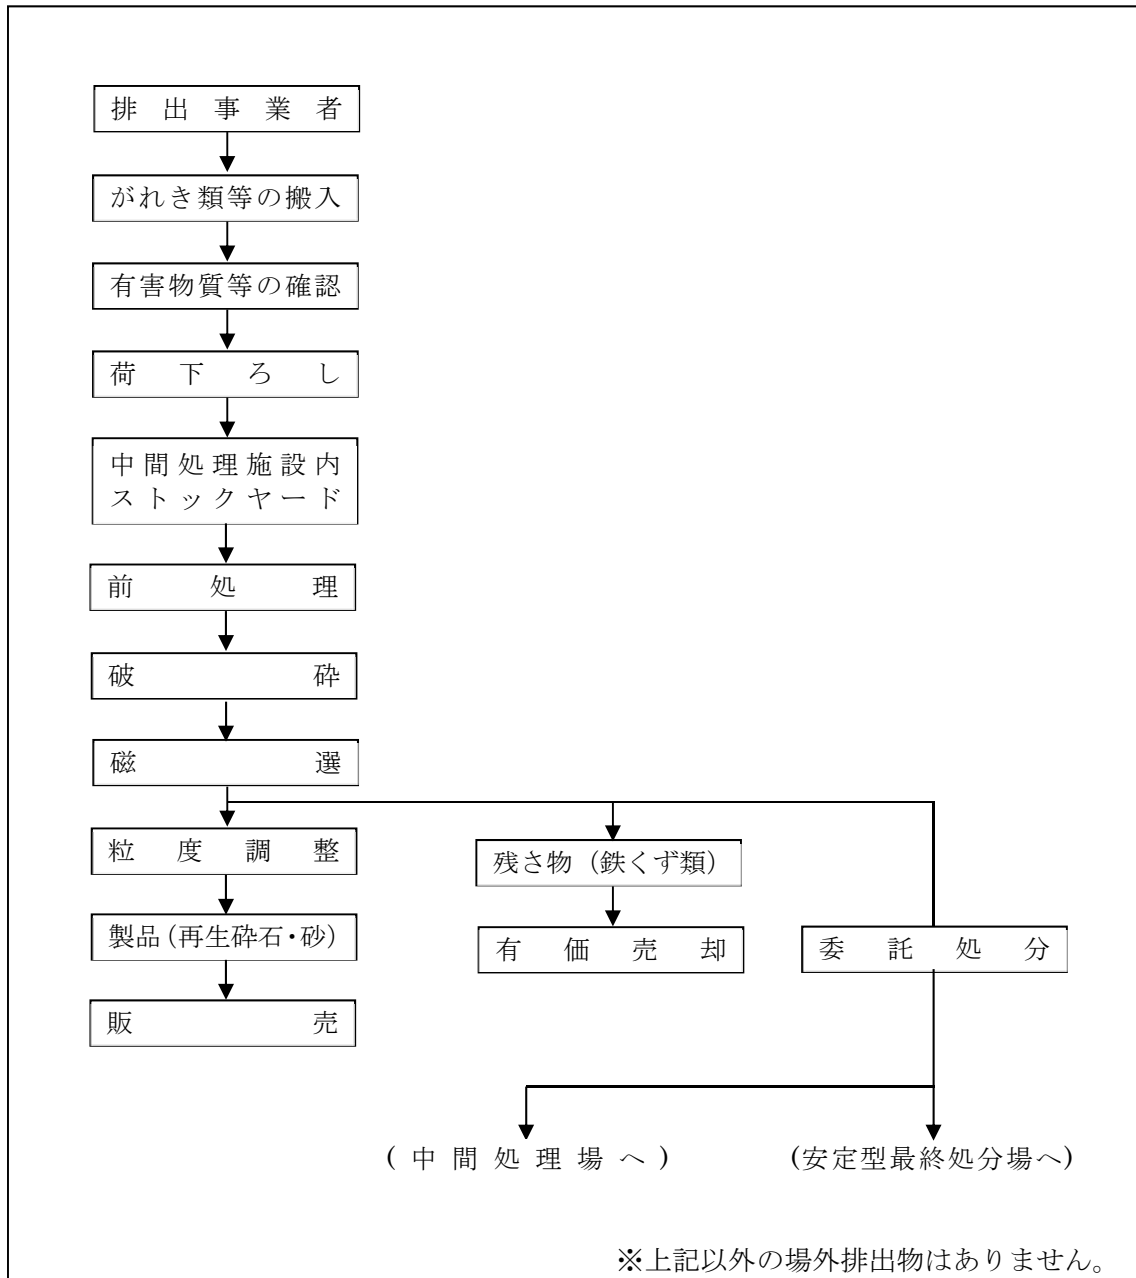 排出事業者
がれき類等の搬入
有害物質等の確認
荷下ろし
中間処理施設内
ストックヤード
前処理
破砕
磁選
粒度調整
残さ物（鉄くず類）
製品（再生砕石・砂）
有価売却
委託処分
販売
(中間処理場へ)
(安定型最終処分場へ)
※上記以外の場外排出物はありません。